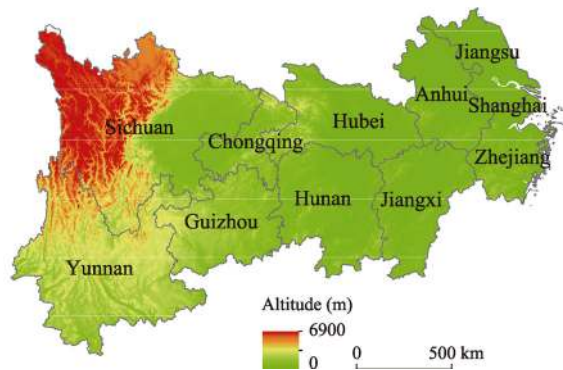 Jiangsu
Anhui
Shanghai
Sichuan
Chongqing
Hubei
Zhejiang
Guizhou
Hunan
Jiangxi
Yunnan
Altitude (m)
6900
0
0 500 km